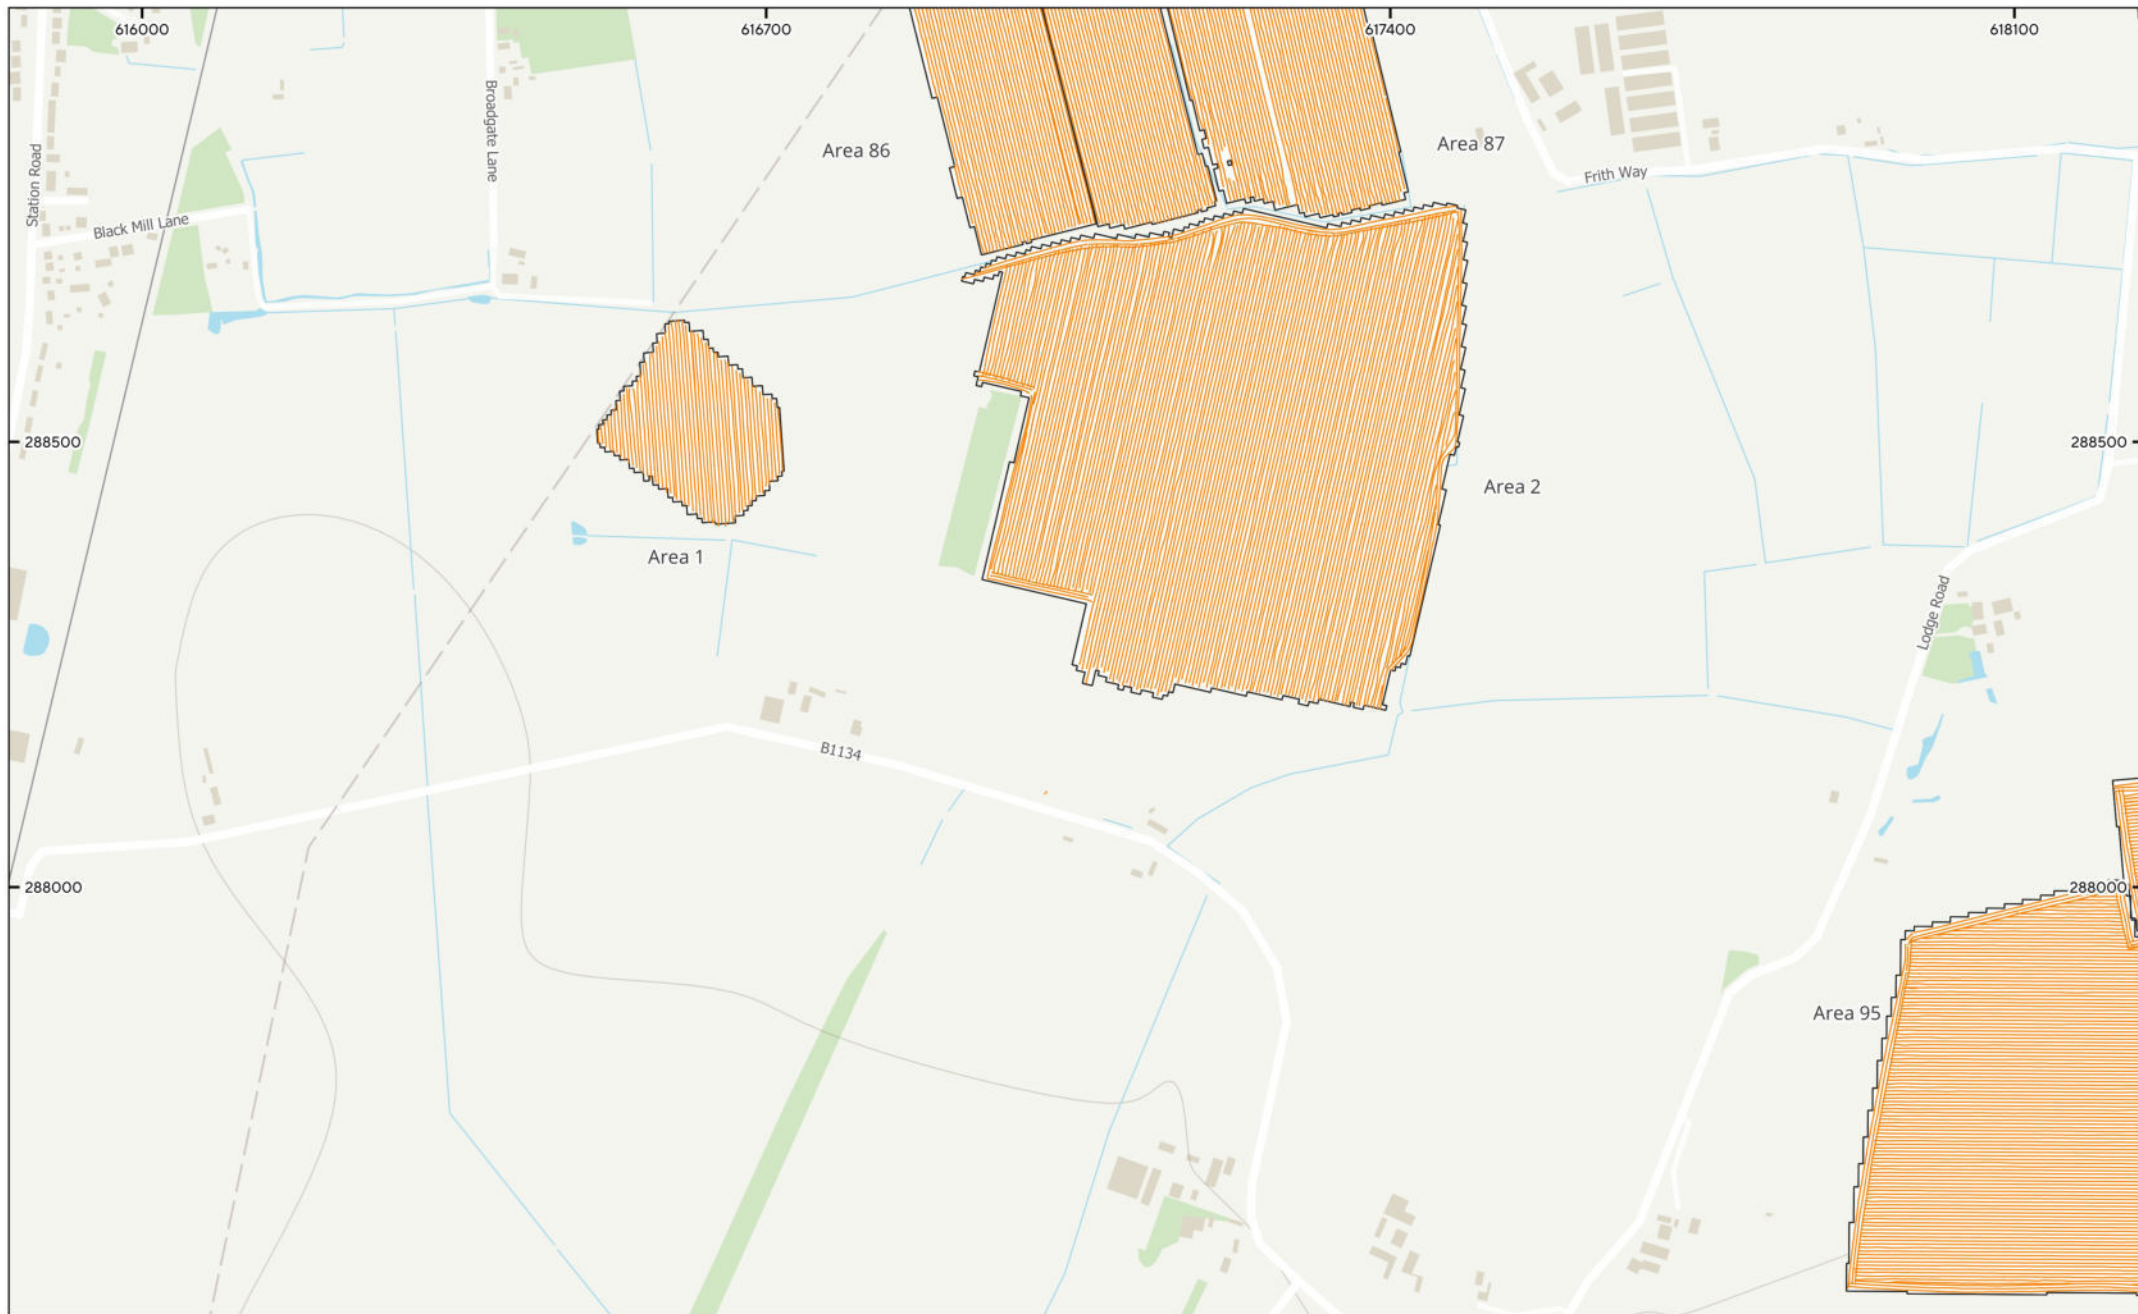 616000
616700
617400
618100
Broadgate Lane
Station Road
Area 86
Area 87
Frith Way
Black Mill Lane
288500
288500
Area 2
Area 1
Lodge Road
B1134
288000
288000
Area 95